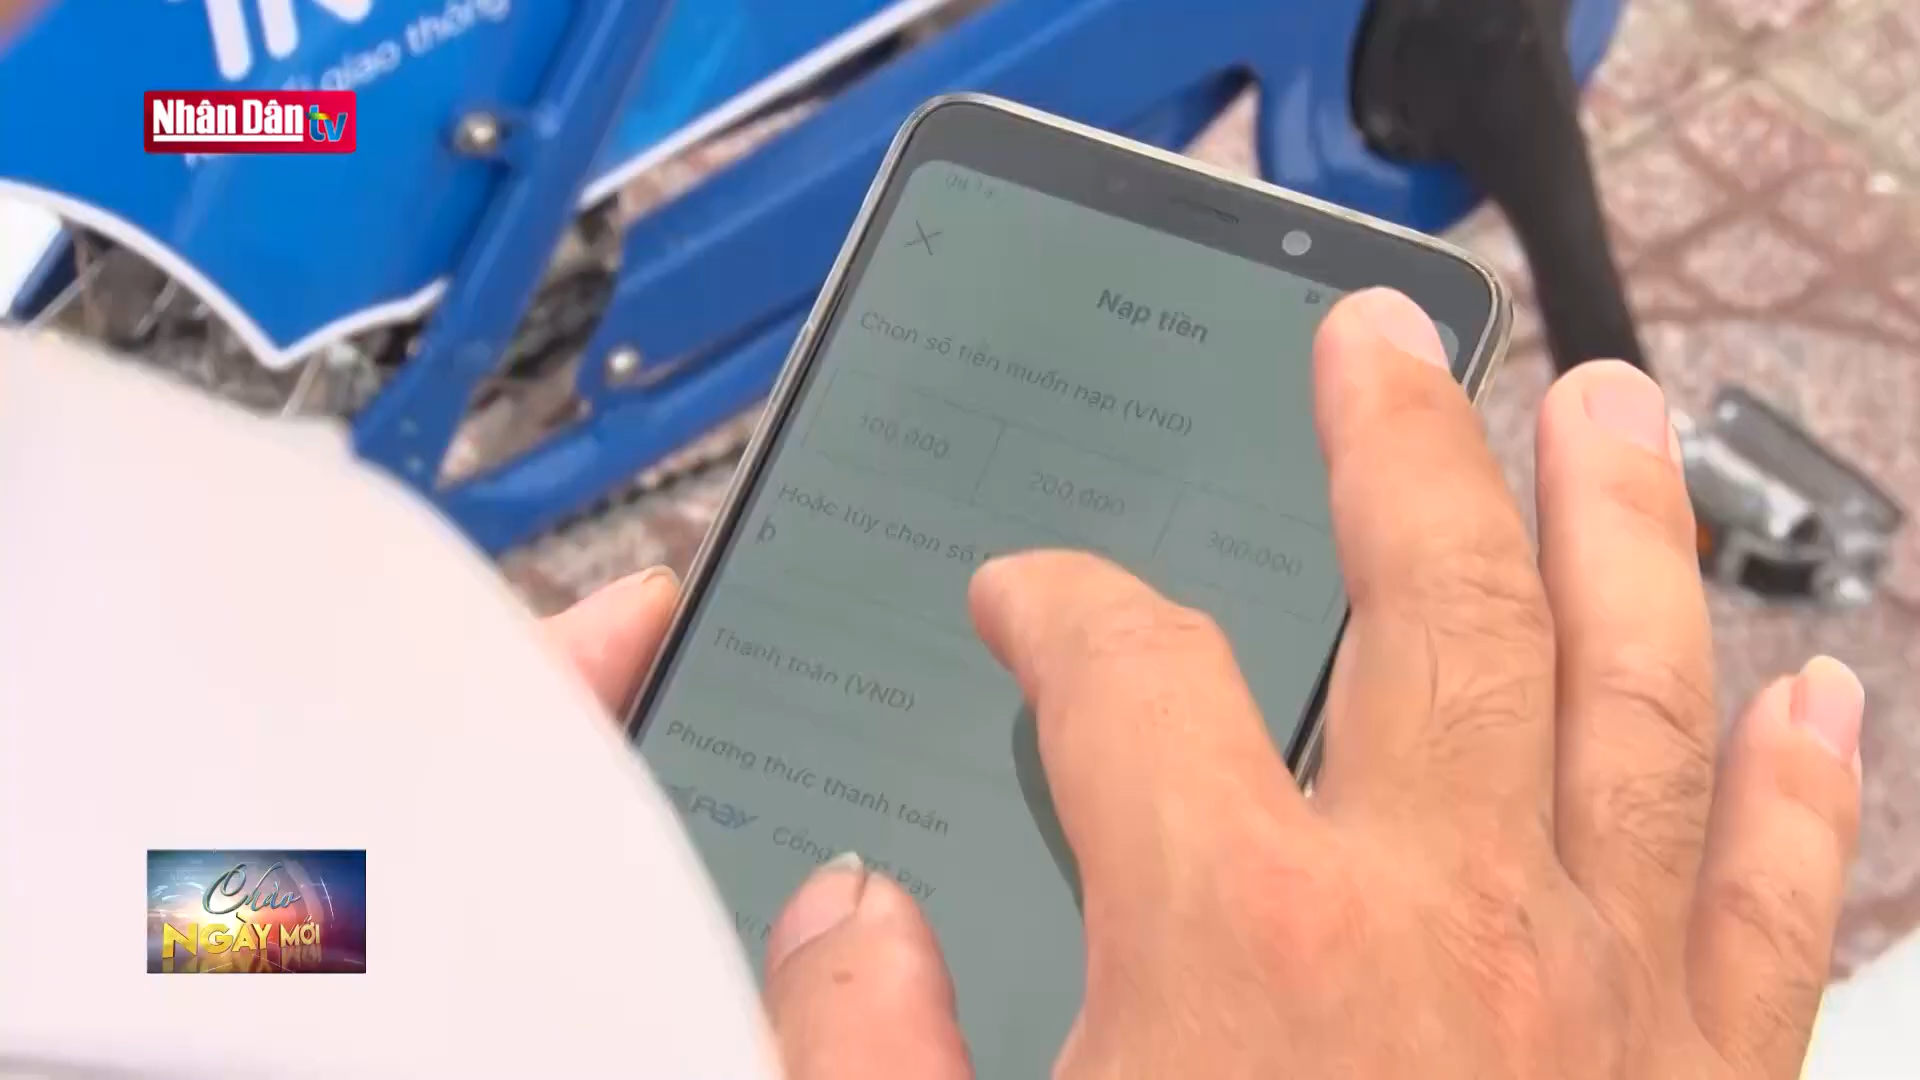 giao thông
Nhân Dân tv
Nạp tiền
Chọn số tiền muốn nạp (VND)
100.000
200.000
300.000
Hoặc tùy chọn số
Thanh toán (VND)
Phương thức thanh toán
Cổng
Pay
Chào
NGÀY MỚI